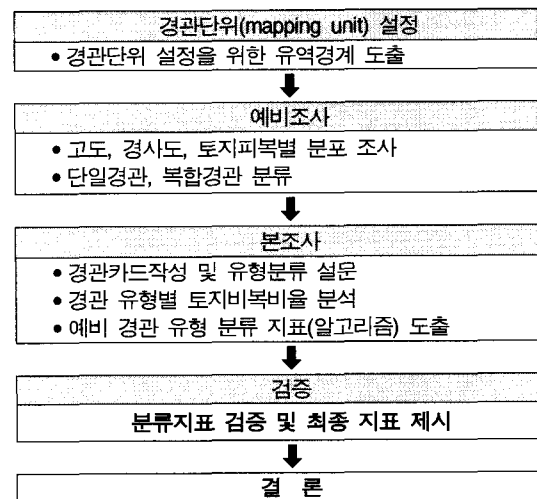 경관단위(mapping unit) 설정
• 경관단위 설정을 위한 유역경계 도출
예비조사
• 고도, 경사도, 토지피복별 분포 조사
• 단일경관, 복합경관 분류
본조사
• 경관카드작성 및 유형분류 설문
• 경관 유형별 토지비복비율 분석
• 예비 경관 유형 분류 지표(알고리즘) 도출
검증
분류지표 검증 및 최종 지표 제시
결 론